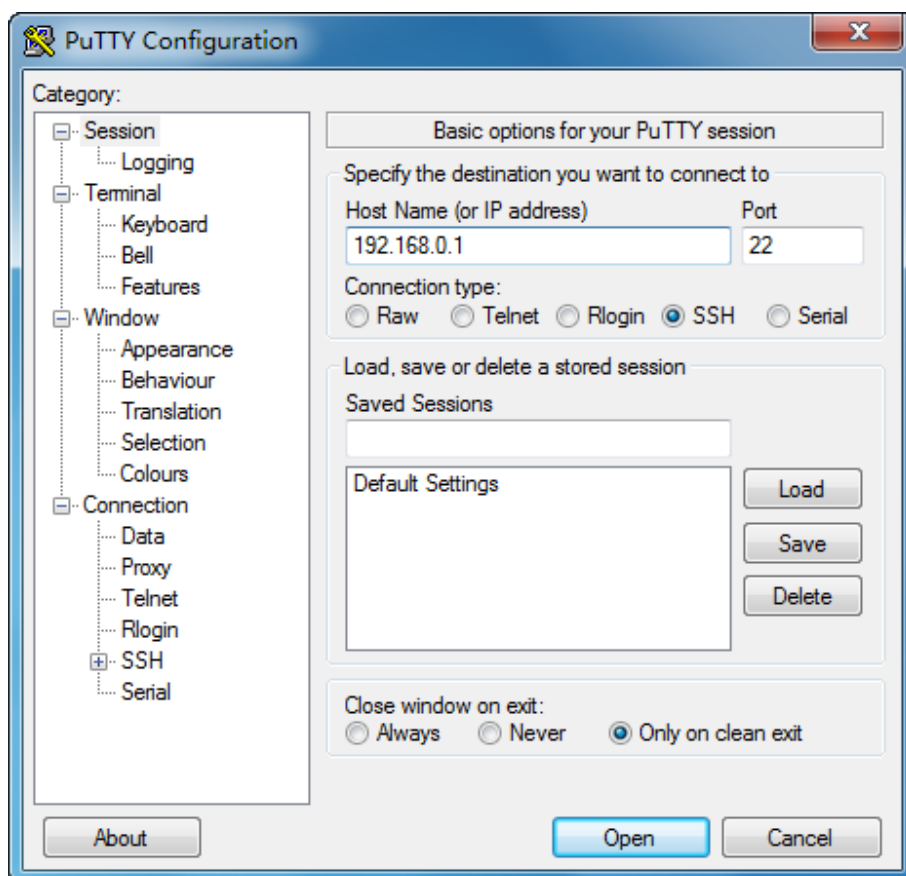 PuTTY Configuration
Category:
Session
Logging
Terminal
Keyboard
Bell
Features
Window
Appearance
Behaviour
Translation
Selection
Colours
Connection
Data
Proxy
Telnet
Rlogin
SSH
Serial
Basic options for your PuTTY session
Specify the destination you want to connect to
Host Name (or IP address) Port
192.168.0.1 22
Connection type:
Raw Telnet Rlogin SSH Serial
Load, save or delete a stored session
Saved Sessions
Default Settings
Load
Save
Delete
Close window on exit:
Always Never Only on clean exit
About Open Cancel